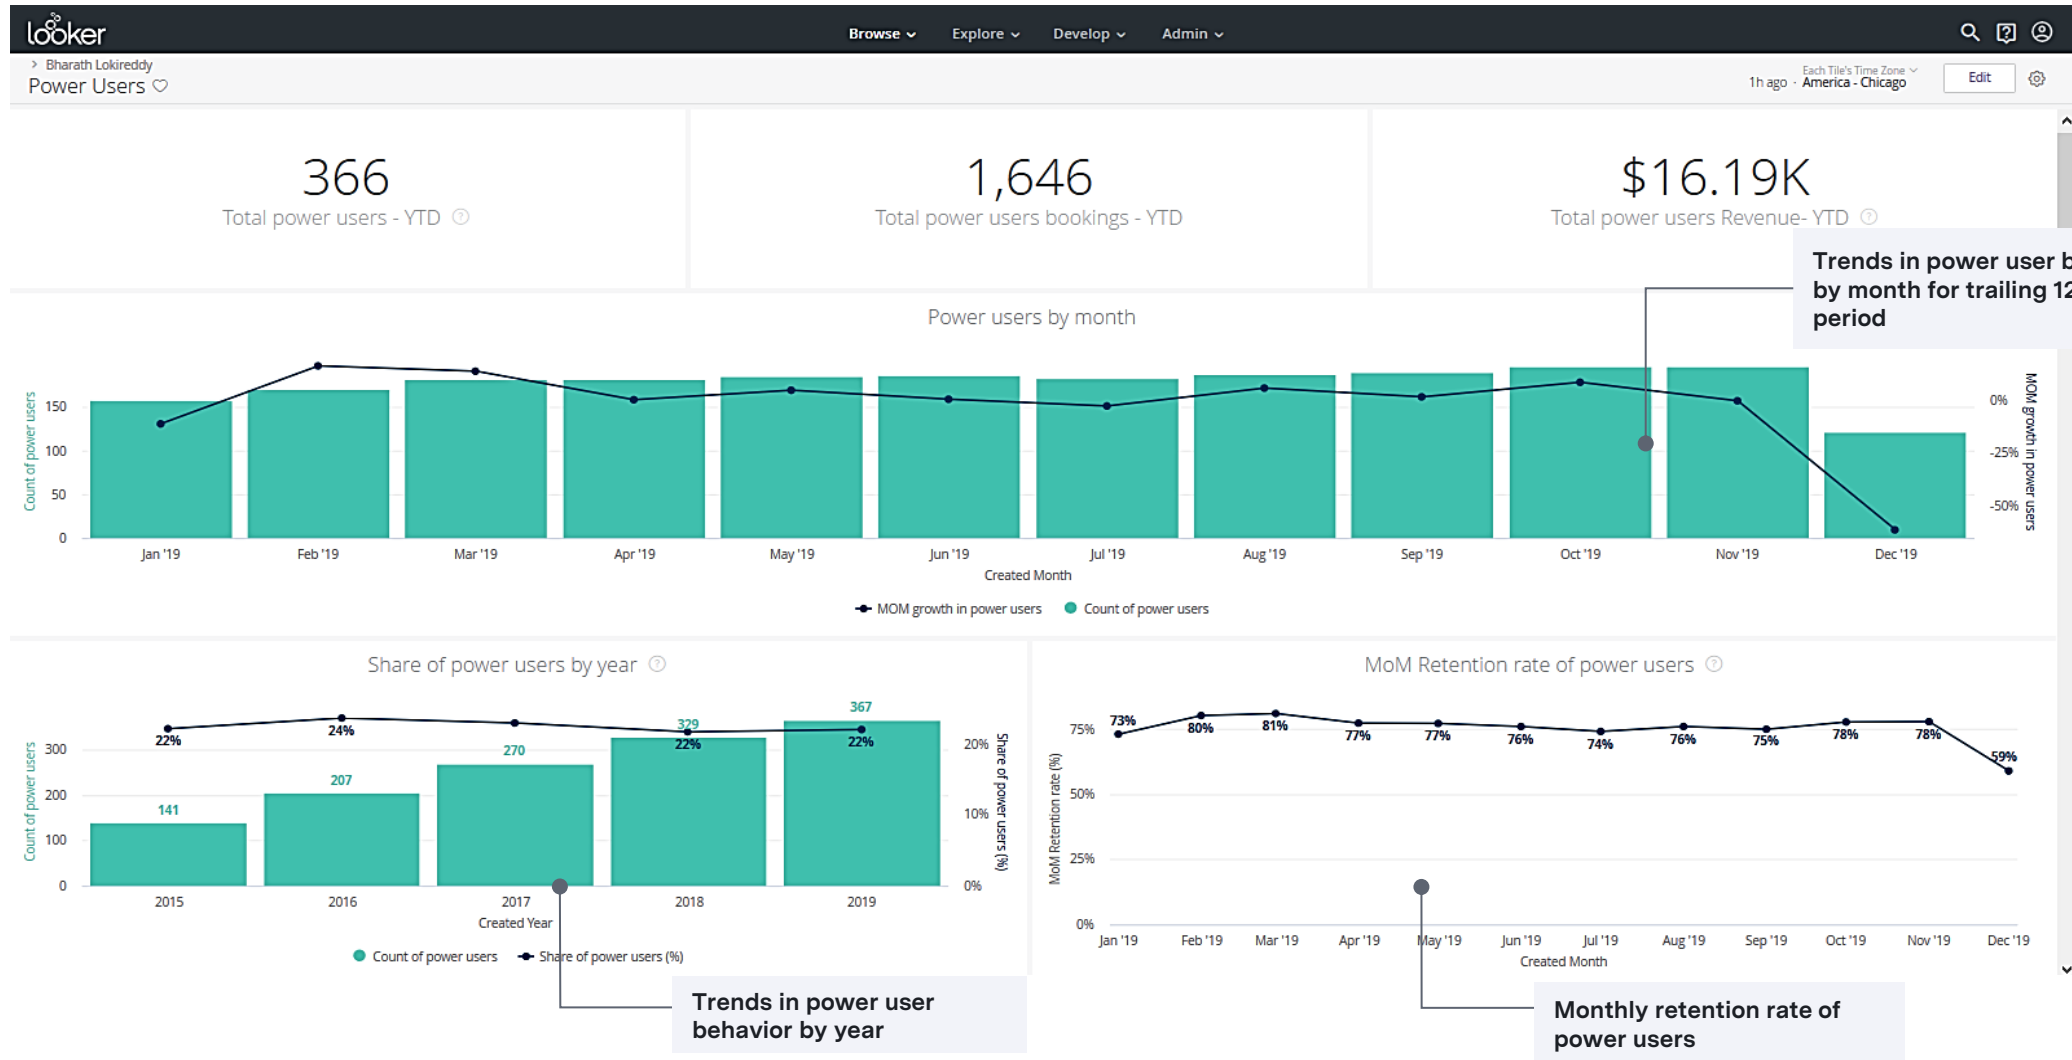 looker
Browse Explore Develop Admin
> Bharath Lokireddy
Power Users
1h ago · Each Tile's Time Zone
America - Chicago
Edit
366
Total power users - YTD
1,646
Total power users bookings - YTD
$16.19K
Total power users Revenue- YTD
Trends in power user b
by month for trailing 12
period
Power users by month
Count of power users
150
100
50
0
0%
-25%
-50%
MOM growth in power users
Jan '19 Feb '19 Mar '19 Apr '19 May '19 Jun '19 Jul '19 Aug '19 Sep '19 Oct '19 Nov '19 Dec '19
Created Month
MOM growth in power users Count of power users
Share of power users by year
Count of power users
300
200
100
0
141 207 270 329 367
22% 24% 22% 22%
20%
10%
0%
Share of power users (%)
2015 2016 2017 2018 2019
Created Year
Count of power users Share of power users (%)
Trends in power user
behavior by year
MoM Retention rate of power users
MoM Retention rate (%)
75%
50%
25%
0%
73% 80% 81% 77% 77% 76% 74% 76% 75% 78% 78% 59%
Jan '19 Feb '19 Mar '19 Apr '19 May '19 Jun '19 Jul '19 Aug '19 Sep '19 Oct '19 Nov '19 Dec '19
Created Month
Monthly retention rate of
power users